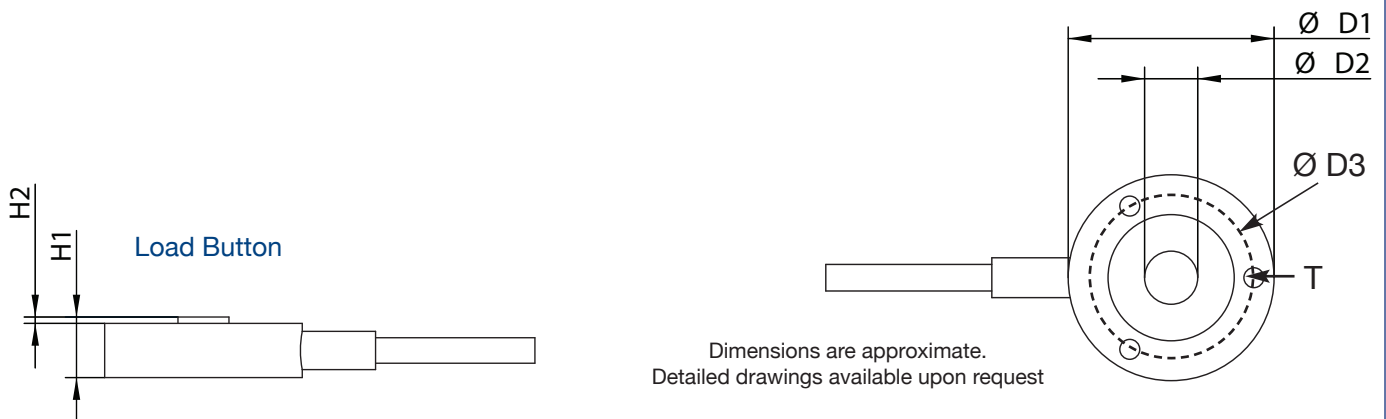 Ø D1
Ø D2
Ø D3
T
H2
H1
Load Button
Dimensions are approximate.
Detailed drawings available upon request